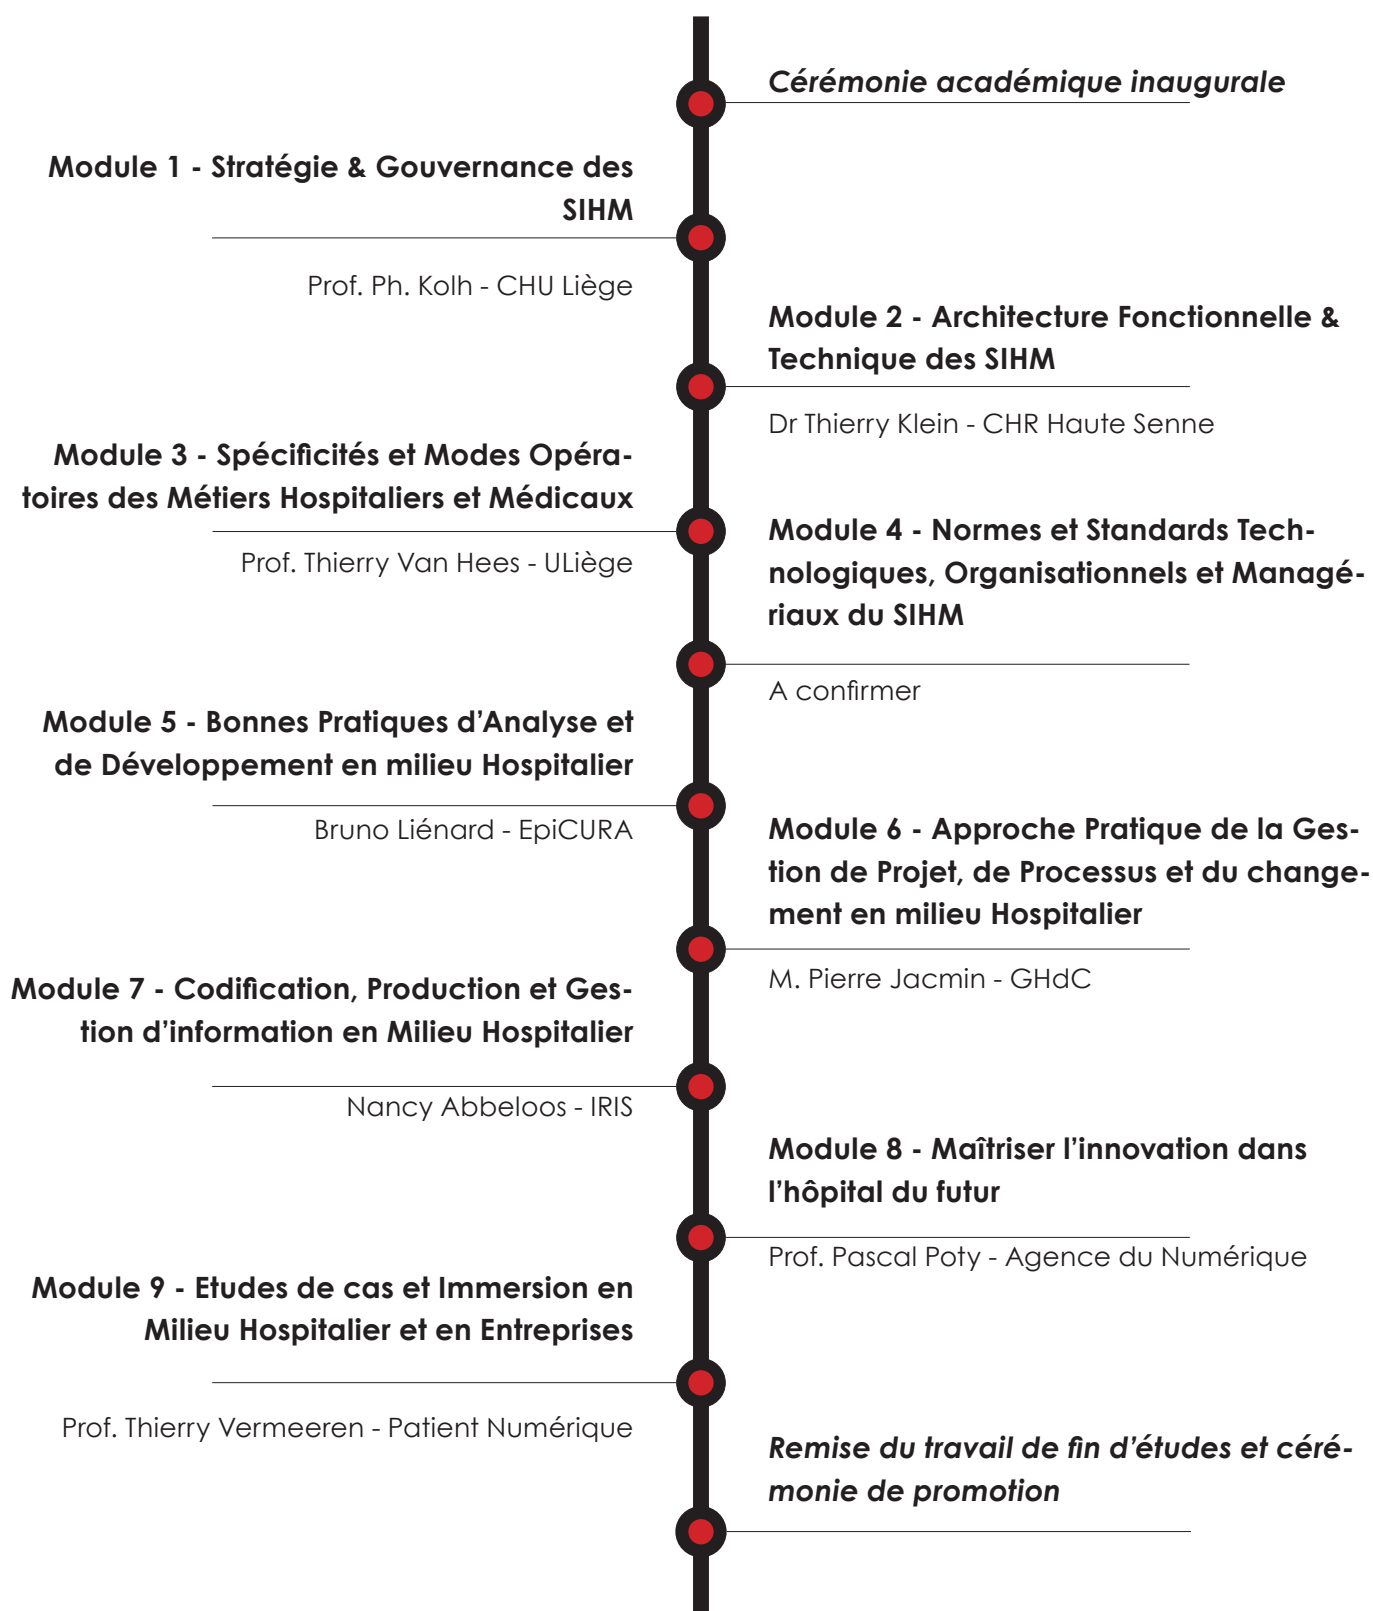 Cérémonie académique inaugurale
Module 1 - Stratégie & Gouvernance des
SIHM
Prof. Ph. Kolh - CHU Liège
Module 2 - Architecture Fonctionnelle &
Technique des SIHM
Dr Thierry Klein - CHR Haute Senne
Module 3 - Spécificités et Modes Opéra-
toires des Métiers Hospitaliers et Médicaux
Prof. Thierry Van Hees - ULiège
Module 4 - Normes et Standards Tech-
nologiques, Organisationnels et Managé-
riaux du SIHM
A confirmer
Module 5 - Bonnes Pratiques d’Analyse et
de Développement en milieu Hospitalier
Bruno Liénard - EpiCURA
Module 6 - Approche Pratique de la Ges-
tion de Projet, de Processus et du change-
ment en milieu Hospitalier
M. Pierre Jacmin - GHdC
Module 7 - Codification, Production et Ges-
tion d’information en Milieu Hospitalier
Nancy Abbeloos - IRIS
Module 8 - Maîtriser l’innovation dans
l’hôpital du futur
Prof. Pascal Poty - Agence du Numérique
Module 9 - Etudes de cas et Immersion en
Milieu Hospitalier et en Entreprises
Prof. Thierry Vermeeren - Patient Numérique
Remise du travail de fin d’études et céré-
monie de promotion